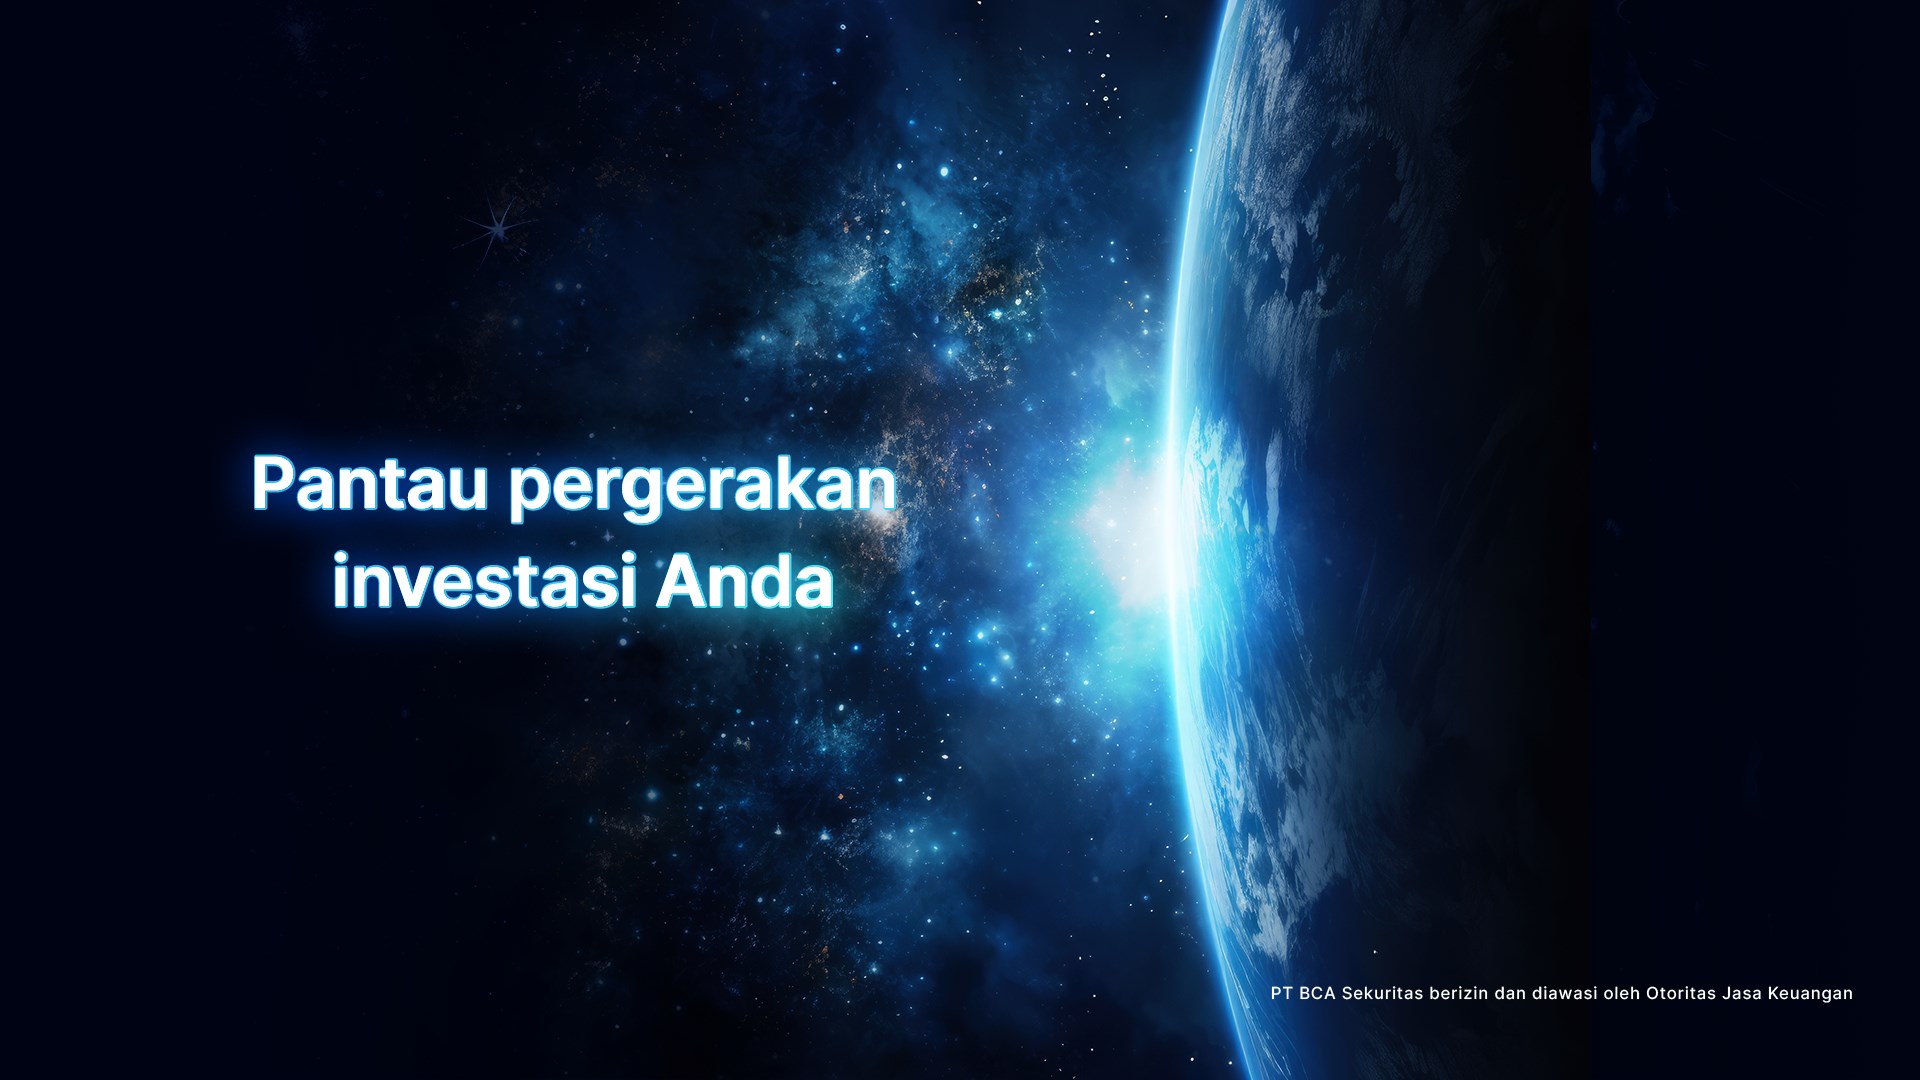 Pantau pergerakan
investasi Anda
PT BCA Sekuritas berizin dan diawasi oleh Otoritas Jasa Keuangan